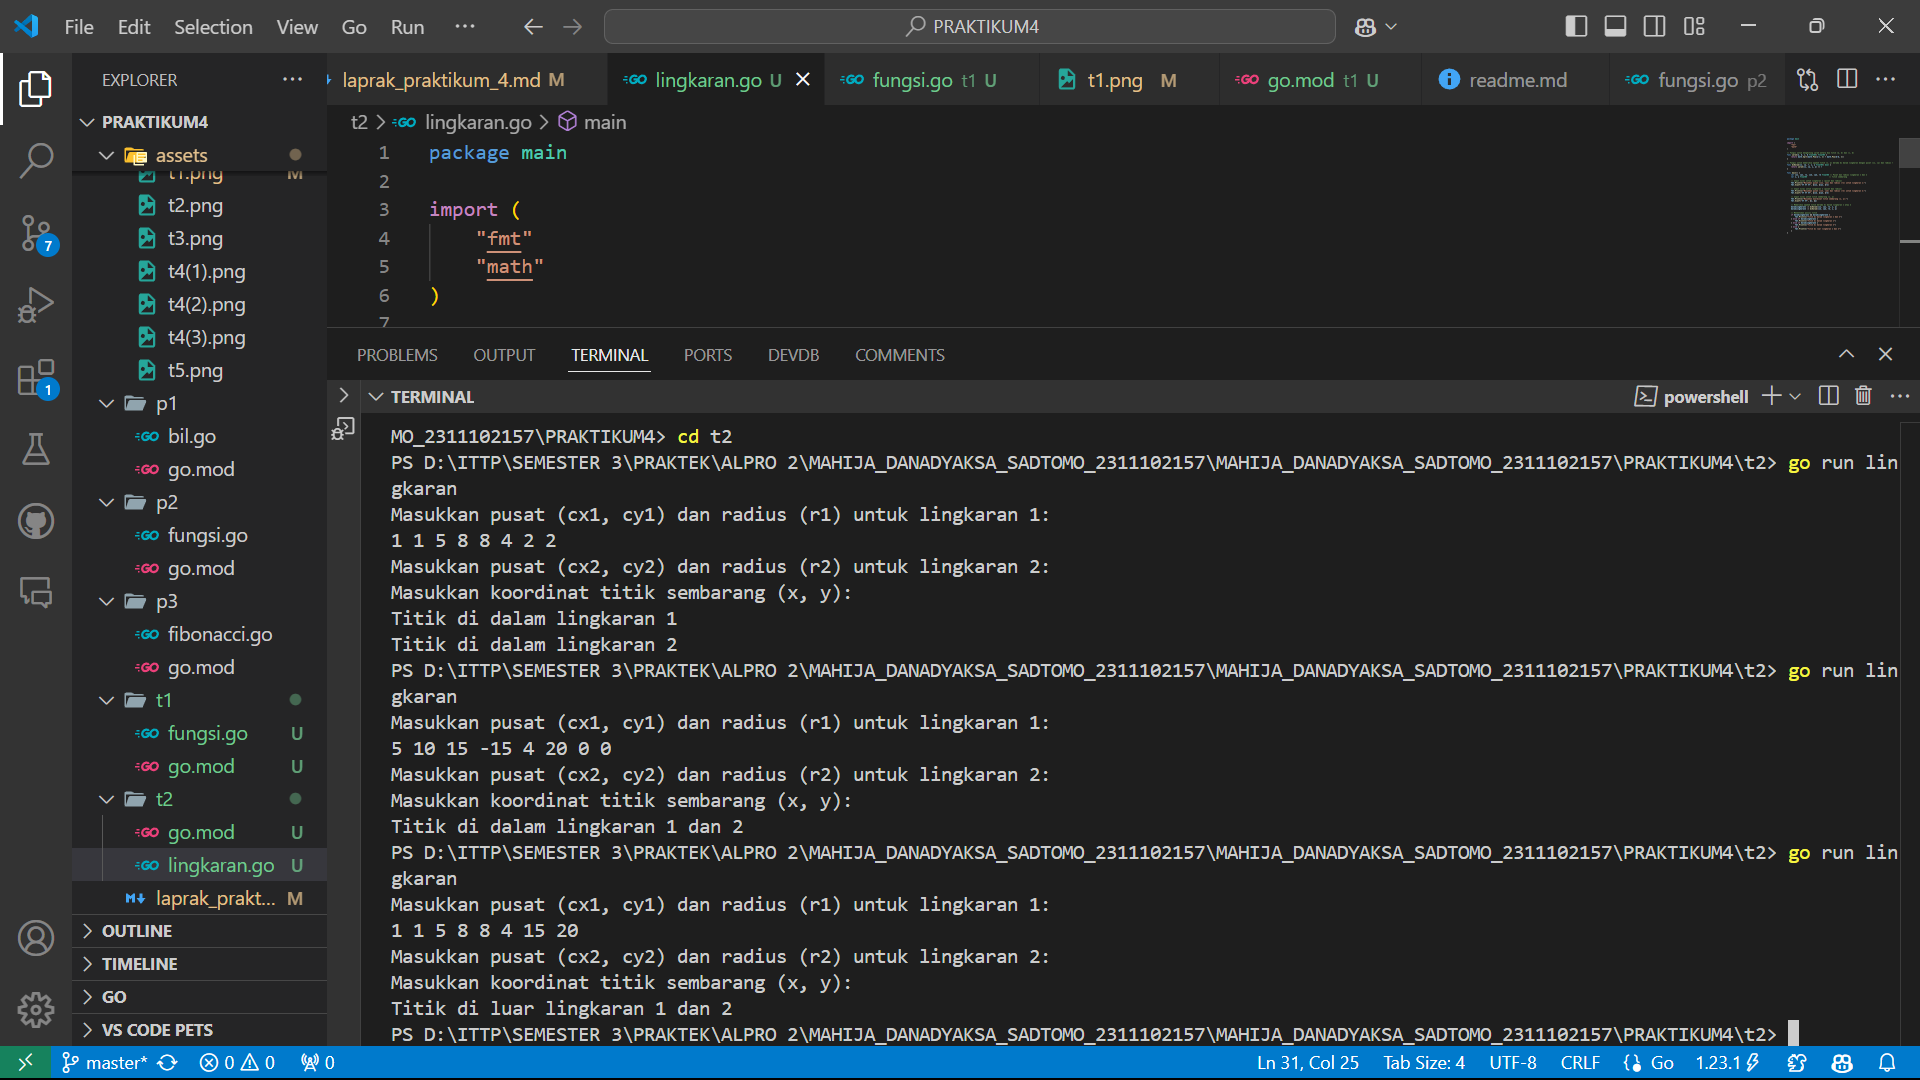 File Edit Selection View Go Run ··· PRAKTIKUM4
EXPLORER ···
PRAKTIKUM4
assets
t1.png M
t2.png
t3.png
t4(1).png
t4(2).png
t4(3).png
t5.png
p1
bil.go
go.mod
p2
fungsi.go
go.mod
p3
fibonacci.go
go.mod
t1
fungsi.go U
go.mod U
t2
go.mod U
lingkaran.go U
laprak_prakt... M
OUTLINE
TIMELINE
GO
VS CODE PETS
7
1
laprak_praktikum_4.md M lingkaran.go U fungsi.go t1 U t1.png M go.mod t1 U readme.md fungsi.go p2 ···
t2 > lingkaran.go > main
1 package main
2
3 import (
4 "fmt"
5 "math"
6 )
7
PROBLEMS OUTPUT TERMINAL PORTS DEVDB COMMENTS
TERMINAL powershell ···
MO_2311102157\PRAKTIKUM4> cd t2
PS D:\ITTP\SEMESTER 3\PRAKTEK\ALPRO 2\MAHIJA_DANADYAKSA_SADTOMO_2311102157\MAHIJA_DANADYAKSA_SADTOMO_2311102157\PRAKTIKUM4\t2> go run lin
gkaran
Masukkan pusat (cx1, cy1) dan radius (r1) untuk lingkaran 1:
1 1 5 8 8 4 2 2
Masukkan pusat (cx2, cy2) dan radius (r2) untuk lingkaran 2:
Masukkan koordinat titik sembarang (x, y):
Titik di dalam lingkaran 1
Titik di dalam lingkaran 2
PS D:\ITTP\SEMESTER 3\PRAKTEK\ALPRO 2\MAHIJA_DANADYAKSA_SADTOMO_2311102157\MAHIJA_DANADYAKSA_SADTOMO_2311102157\PRAKTIKUM4\t2> go run lin
gkaran
Masukkan pusat (cx1, cy1) dan radius (r1) untuk lingkaran 1:
5 10 15 -15 4 20 0 0
Masukkan pusat (cx2, cy2) dan radius (r2) untuk lingkaran 2:
Masukkan koordinat titik sembarang (x, y):
Titik di dalam lingkaran 1 dan 2
PS D:\ITTP\SEMESTER 3\PRAKTEK\ALPRO 2\MAHIJA_DANADYAKSA_SADTOMO_2311102157\MAHIJA_DANADYAKSA_SADTOMO_2311102157\PRAKTIKUM4\t2> go run lin
gkaran
Masukkan pusat (cx1, cy1) dan radius (r1) untuk lingkaran 1:
1 1 5 8 8 4 15 20
Masukkan pusat (cx2, cy2) dan radius (r2) untuk lingkaran 2:
Masukkan koordinat titik sembarang (x, y):
Titik di luar lingkaran 1 dan 2
PS D:\ITTP\SEMESTER 3\PRAKTEK\ALPRO 2\MAHIJA_DANADYAKSA_SADTOMO_2311102157\MAHIJA_DANADYAKSA_SADTOMO_2311102157\PRAKTIKUM4\t2>
master* 0 0 0 Ln 31, Col 25 Tab Size: 4 UTF-8 CRLF {} Go 1.23.1